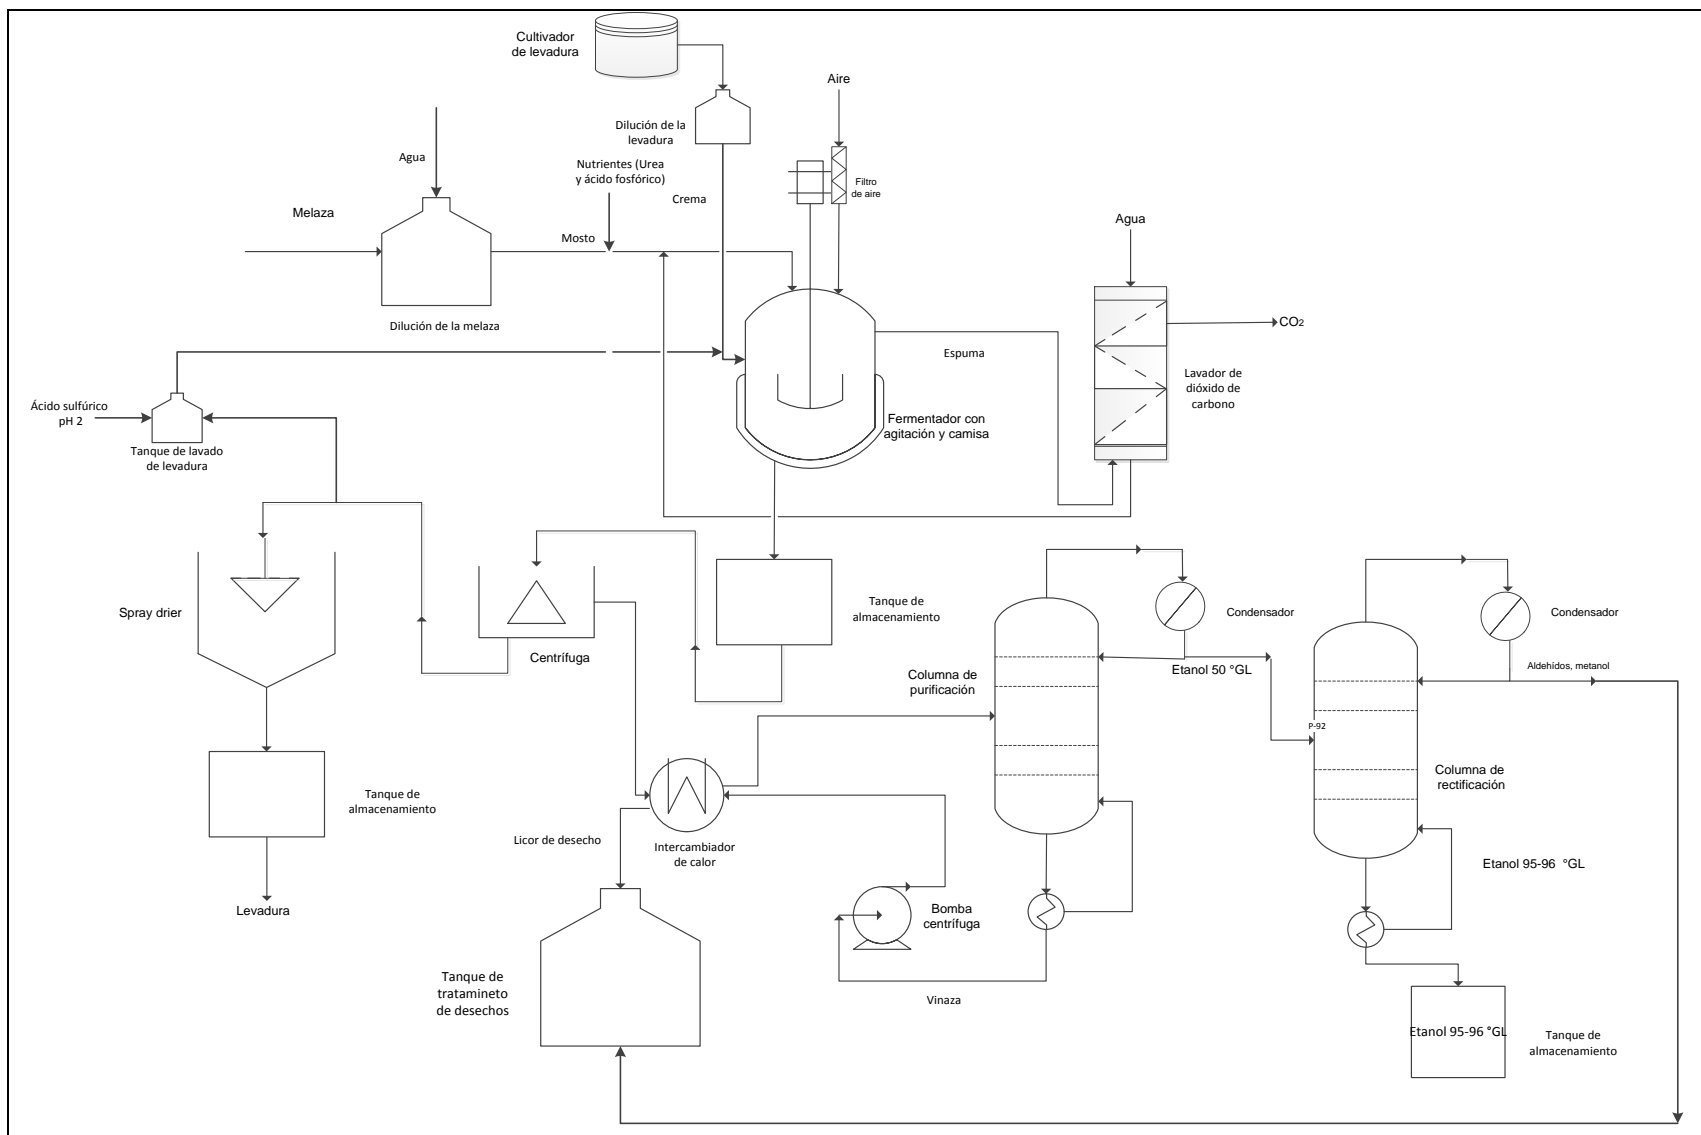 Cultivador
de levadura
Aire
Dilución de la
levadura
Agua
Nutrientes (Urea
y ácido fosfórico)
Filtro
de aire
Crema
Melaza
Mosto
Agua
Dilución de la melaza
CO2
Espuma
Lavador de
dióxido de
carbono
Ácido sulfúrico
pH 2
Fermentador con
agitación y camisa
Tanque de lavado
de levadura
Spray drier
Tanque de
almacenamiento
Condensador
Condensador
Centrífuga
Etanol 50 °GL
Aldehídos, metanol
Columna de
purificación
P-92
Columna de
rectificación
Tanque de
almacenamiento
Licor de desecho
Intercambiador
de calor
Etanol 95-96 °GL
Levadura
Bomba
centrífuga
Tanque de
tratamineto
de desechos
Vinaza
Etanol 95-96 °GL
Tanque de
almacenamiento